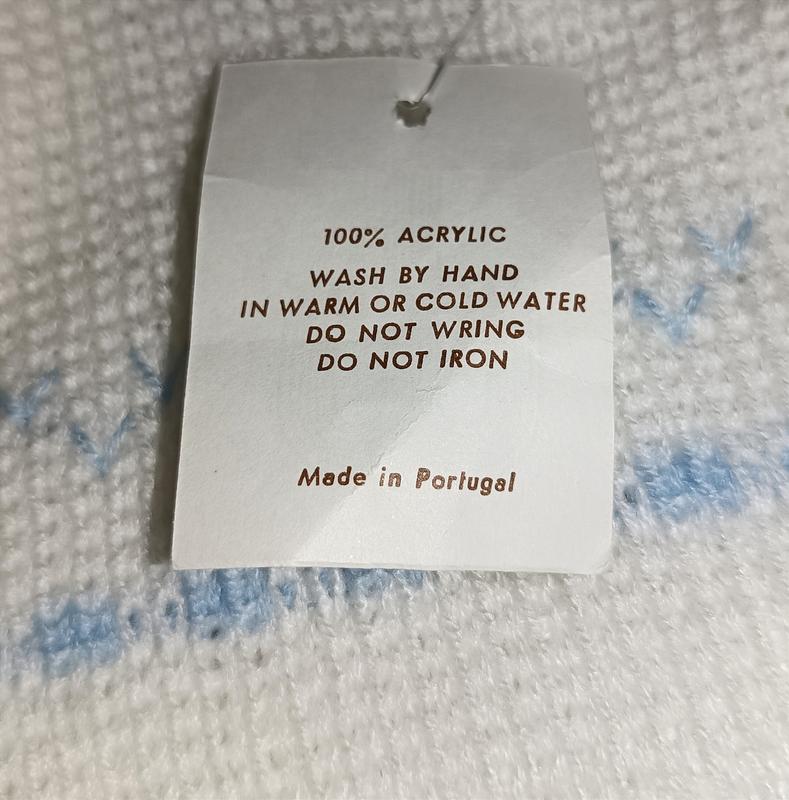 100% ACRYLIC
WASH BY HAND
IN WARM OR COLD WATER
DO NOT WRING
DO NOT IRON
Made in Portugal